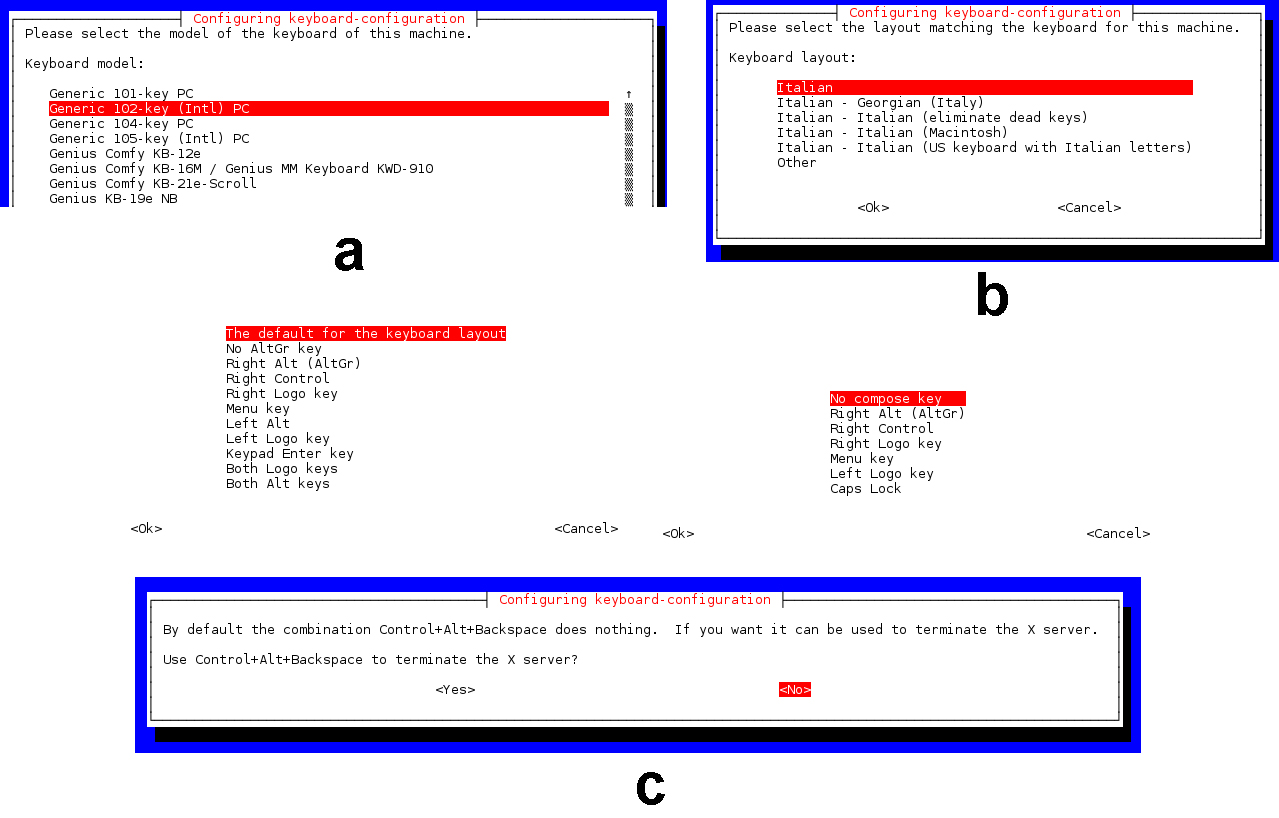 Configuring keyboard-configuration
Please select the model of the keyboard of this machine.
Keyboard model:
Generic 101-key PC
Generic 102-key (Intl) PC
Generic 104-key PC
Generic 105-key (Intl) PC
Genius Comfy KB-12e
Genius Comfy KB-16M / Genius MM Keyboard KWD-910
Genius Comfy KB-21e-Scroll
Genius KB-19e NB
a
Configuring keyboard-configuration
Please select the layout matching the keyboard for this machine.
Keyboard layout:
Italian
Italian - Georgian (Italy)
Italian - Italian (eliminate dead keys)
Italian - Italian (Macintosh)
Italian - Italian (US keyboard with Italian letters)
Other
<Ok> <Cancel>
b
The default for the keyboard layout
No AltGr key
Right Alt (AltGr)
Right Control
Right Logo key
Menu key
Left Alt
Left Logo key
Keypad Enter key
Both Logo keys
Both Alt keys
<Ok> <Cancel>
No compose key
Right Alt (AltGr)
Right Control
Right Logo key
Menu key
Left Logo key
Caps Lock
<Ok> <Cancel>
Configuring keyboard-configuration
By default the combination Control+Alt+Backspace does nothing. If you want it can be used to terminate the X server.
Use Control+Alt+Backspace to terminate the X server?
<Yes> <No>
c